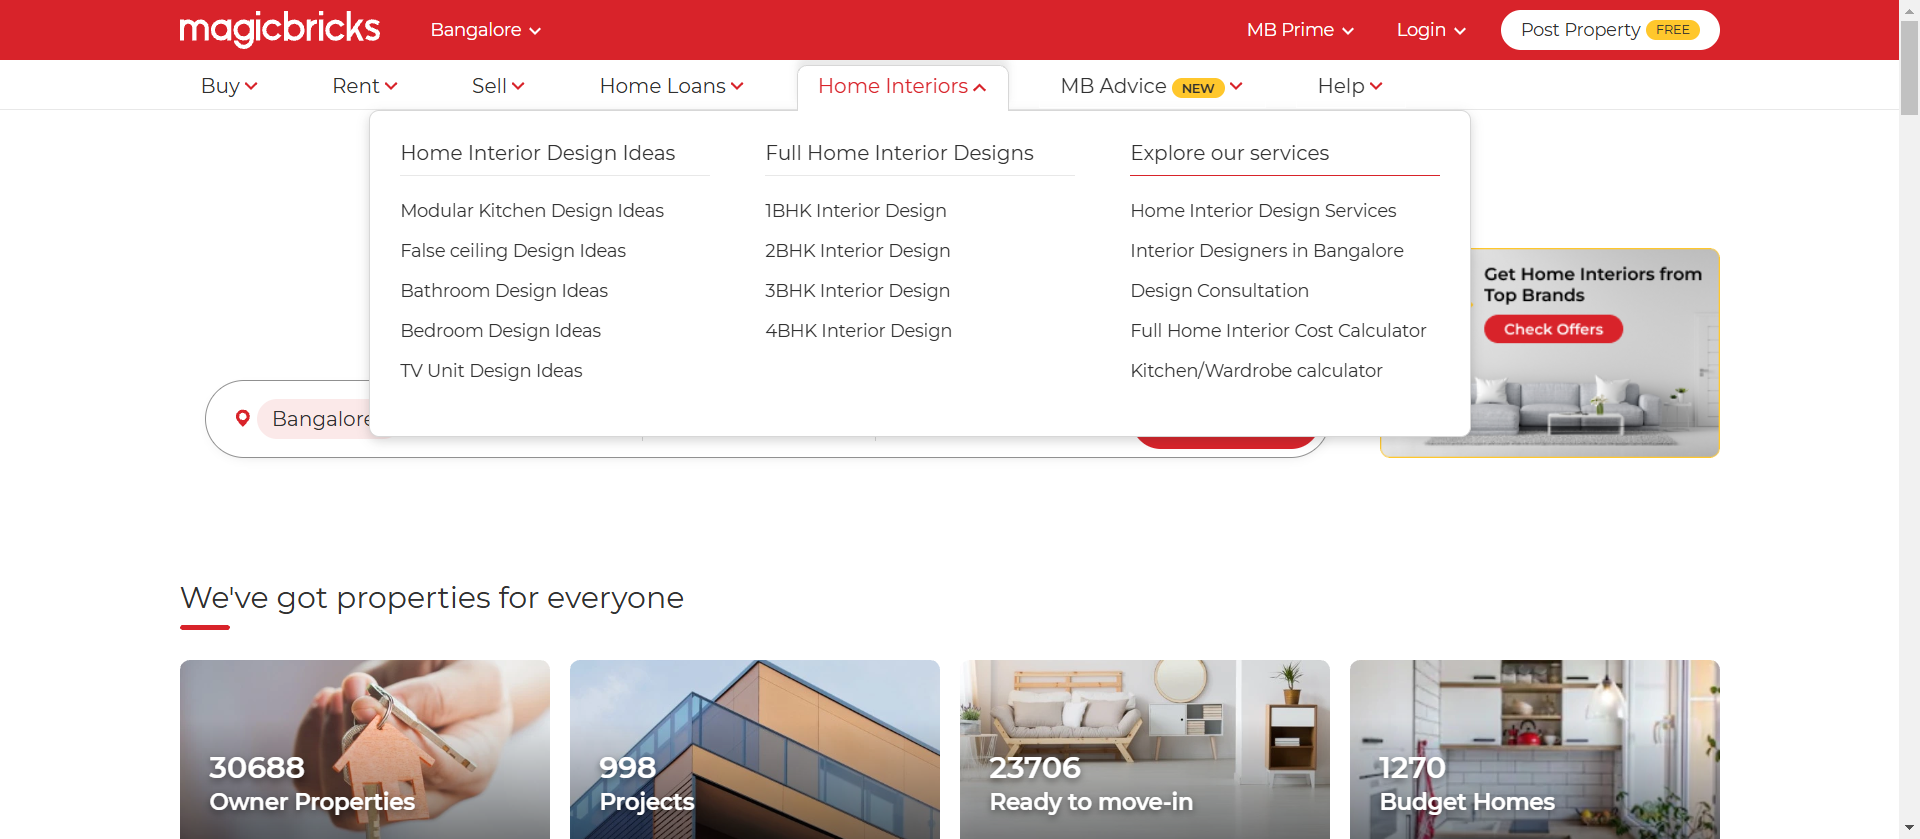 magicbricks
Bangalore
MB Prime
Login
Post Property FREE
Buy
Rent
Sell
Home Loans
Home Interiors
MB Advice NEW
Help
Home Interior Design Ideas
Modular Kitchen Design Ideas
False ceiling Design Ideas
Bathroom Design Ideas
Bedroom Design Ideas
TV Unit Design Ideas
Full Home Interior Designs
1BHK Interior Design
2BHK Interior Design
3BHK Interior Design
4BHK Interior Design
Explore our services
Home Interior Design Services
Interior Designers in Bangalore
Design Consultation
Full Home Interior Cost Calculator
Kitchen/Wardrobe calculator
Get Home Interiors from
Top Brands
Check Offers
Bangalore
We've got properties for everyone
30688
Owner Properties
998
Projects
23706
Ready to move-in
1270
Budget Homes